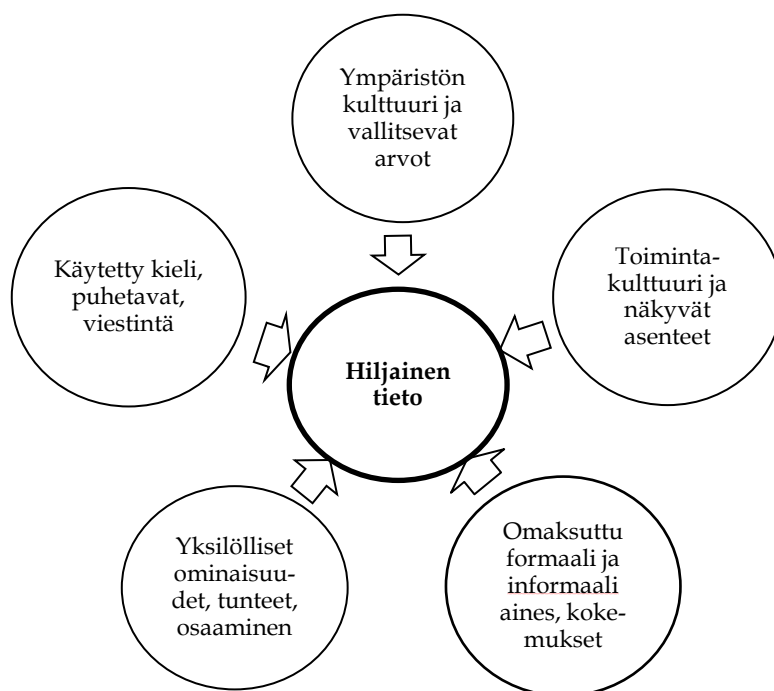 Ympäristön
kulttuuri ja
vallitsevat
arvot
Käytetty kieli,
puhetavat,
viestintä
Toiminta-
kulttuuri ja
näkyvät
asenteet
Hiljainen
tieto
Yksilölliset
ominaisuu-
det, tunteet,
osaaminen
Omaksuttu
formaali ja
informaali
aines, koke-
mukset